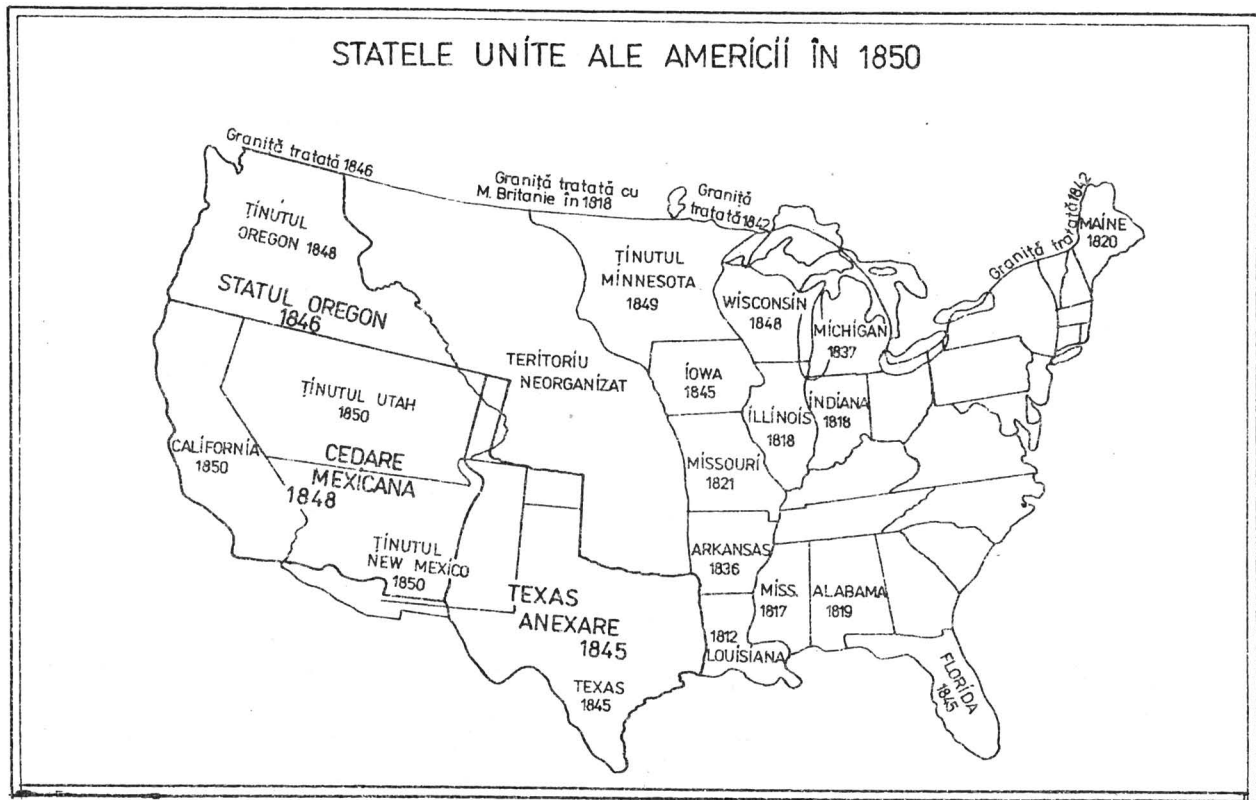 STATELE UNITE ALE AMERICII ÎN 1850
Graniță tratată 1846
Graniță tratată cu
M. Britanie în 1818
Graniță
tratată 1842
Graniță tratată 1842
MAINE
1820
ȚINUTUL
OREGON 1848
STATUL OREGON
1846
ȚINUTUL
MINNESOTA
1849
WISCONSIN
1848
MICHIGAN
1837
TERITORIU
NEORGANIZAT
IOWA
1845
ȚINUTUL UTAH
1850
ILLINOIS
1818
INDIANA
1818
CALIFORNIA
1850
CEDARE
MEXICANA
1848
MISSOURI
1821
ȚINUTUL
NEW MEXICO
1850
ARKANSAS
1836
MISS.
1817
ALABAMA
1819
TEXAS
ANEXARE
1845
1812
LOUISIANA
TEXAS
1845
FLORIDA
1845